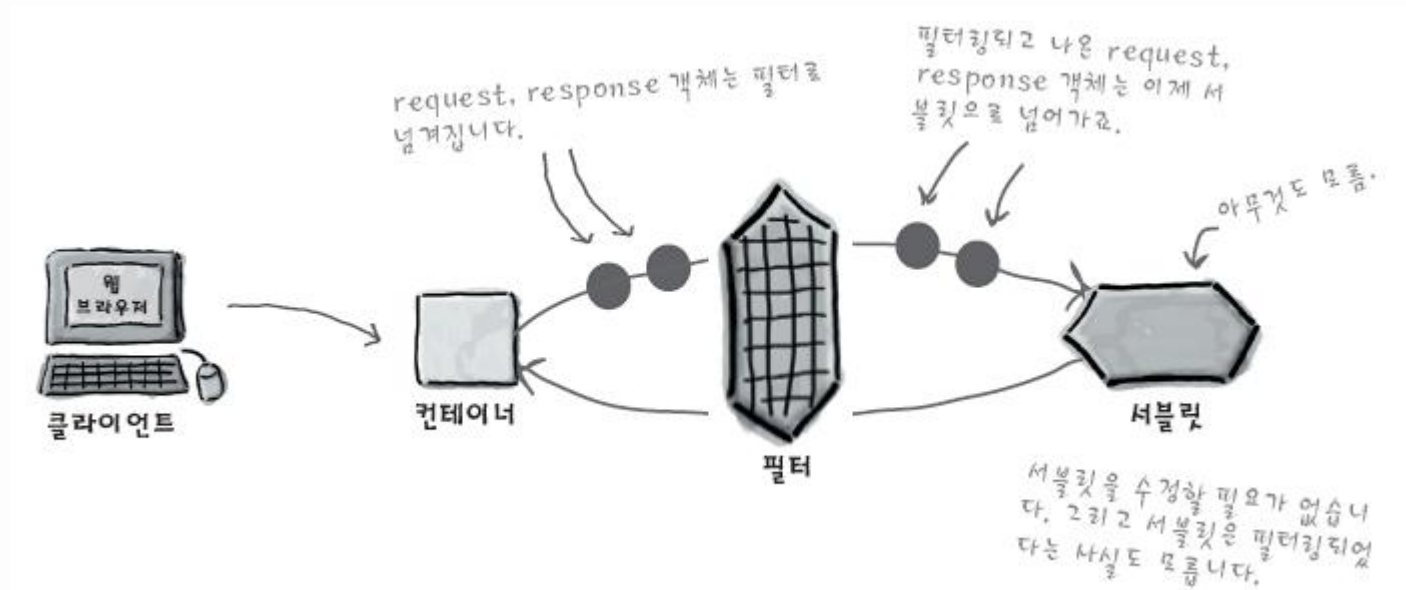 request, response 객체는 필터로
넘겨집니다.
필터링되고 나온 request,
response 객체는 이제 서
블릿으로 넘어가죠.
아무것도 모름.
웹
브라우저
클라이언트
컨테이너
필터
서블릿
서블릿을 수정할 필요가 없습니
다. 그리고 서블릿은 필터링되었
다는 사실도 모릅니다.